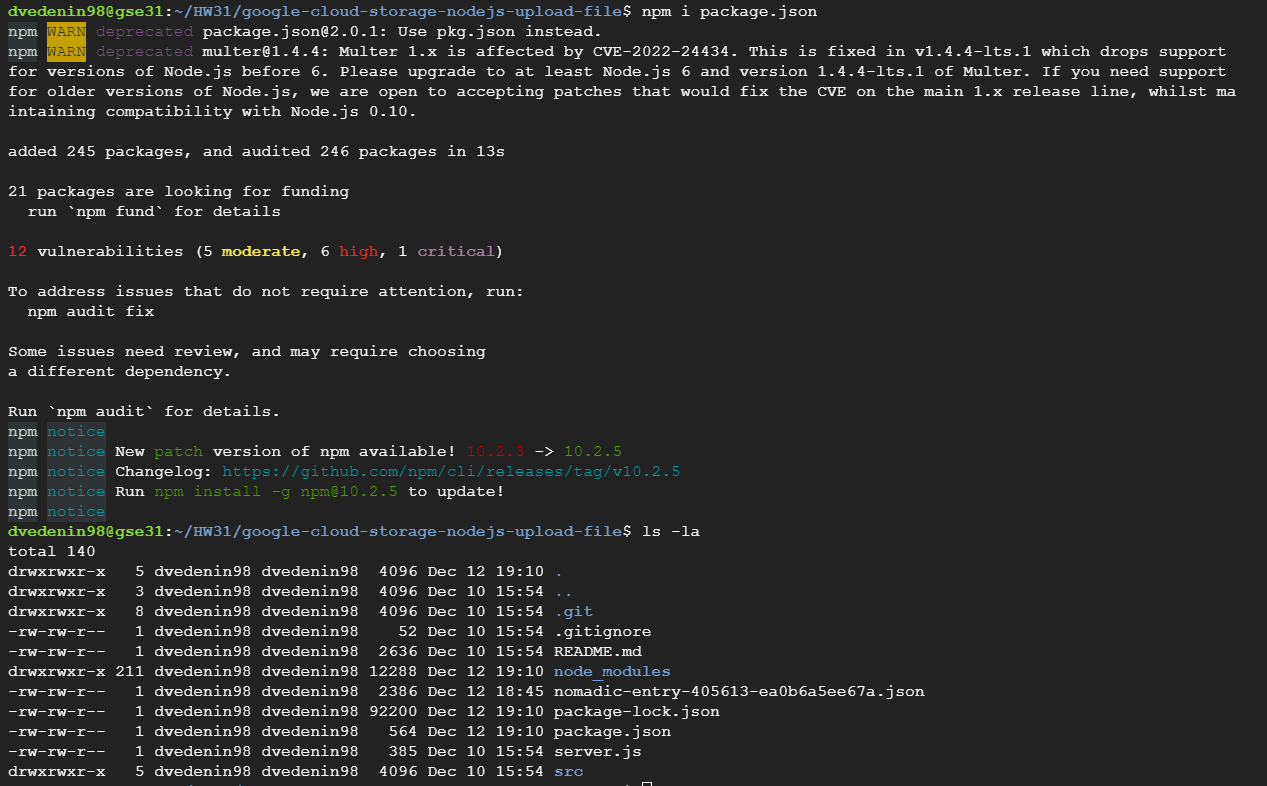 dvedenin98@gse31:~/HW31/google-cloud-storage-nodejs-upload-file$ npm i package.json
npm WARN deprecated package.json@2.0.1: Use pkg.json instead.
npm WARN deprecated multer@1.4.4: Multer 1.x is affected by CVE-2022-24434. This is fixed in v1.4.4-lts.1 which drops support
for versions of Node.js before 6. Please upgrade to at least Node.js 6 and version 1.4.4-lts.1 of Multer. If you need support
for older versions of Node.js, we are open to accepting patches that would fix the CVE on the main 1.x release line, whilst ma
intaining compatibility with Node.js 0.10.
added 245 packages, and audited 246 packages in 13s
21 packages are looking for funding
  run `npm fund` for details
12 vulnerabilities (5 moderate, 6 high, 1 critical)
To address issues that do not require attention, run:
  npm audit fix
Some issues need review, and may require choosing
a different dependency.
Run `npm audit` for details.
npm notice
npm notice New patch version of npm available! 10.2.3 -> 10.2.5
npm notice Changelog: https://github.com/npm/cli/releases/tag/v10.2.5
npm notice Run npm install -g npm@10.2.5 to update!
npm notice
dvedenin98@gse31:~/HW31/google-cloud-storage-nodejs-upload-file$ ls -la
total 140
drwxrwxr-x   5 dvedenin98 dvedenin98  4096 Dec 12 19:10 .
drwxrwxr-x   3 dvedenin98 dvedenin98  4096 Dec 10 15:54 ..
drwxrwxr-x   8 dvedenin98 dvedenin98  4096 Dec 10 15:54 .git
-rw-rw-r--   1 dvedenin98 dvedenin98    52 Dec 10 15:54 .gitignore
-rw-rw-r--   1 dvedenin98 dvedenin98  2636 Dec 10 15:54 README.md
drwxrwxr-x 211 dvedenin98 dvedenin98 12288 Dec 12 19:10 node_modules
-rw-rw-r--   1 dvedenin98 dvedenin98  2386 Dec 12 18:45 nomadic-entry-405613-ea0b6a5ee67a.json
-rw-rw-r--   1 dvedenin98 dvedenin98 92200 Dec 12 19:10 package-lock.json
-rw-rw-r--   1 dvedenin98 dvedenin98   564 Dec 12 19:10 package.json
-rw-rw-r--   1 dvedenin98 dvedenin98   385 Dec 10 15:54 server.js
drwxrwxr-x   5 dvedenin98 dvedenin98  4096 Dec 10 15:54 src